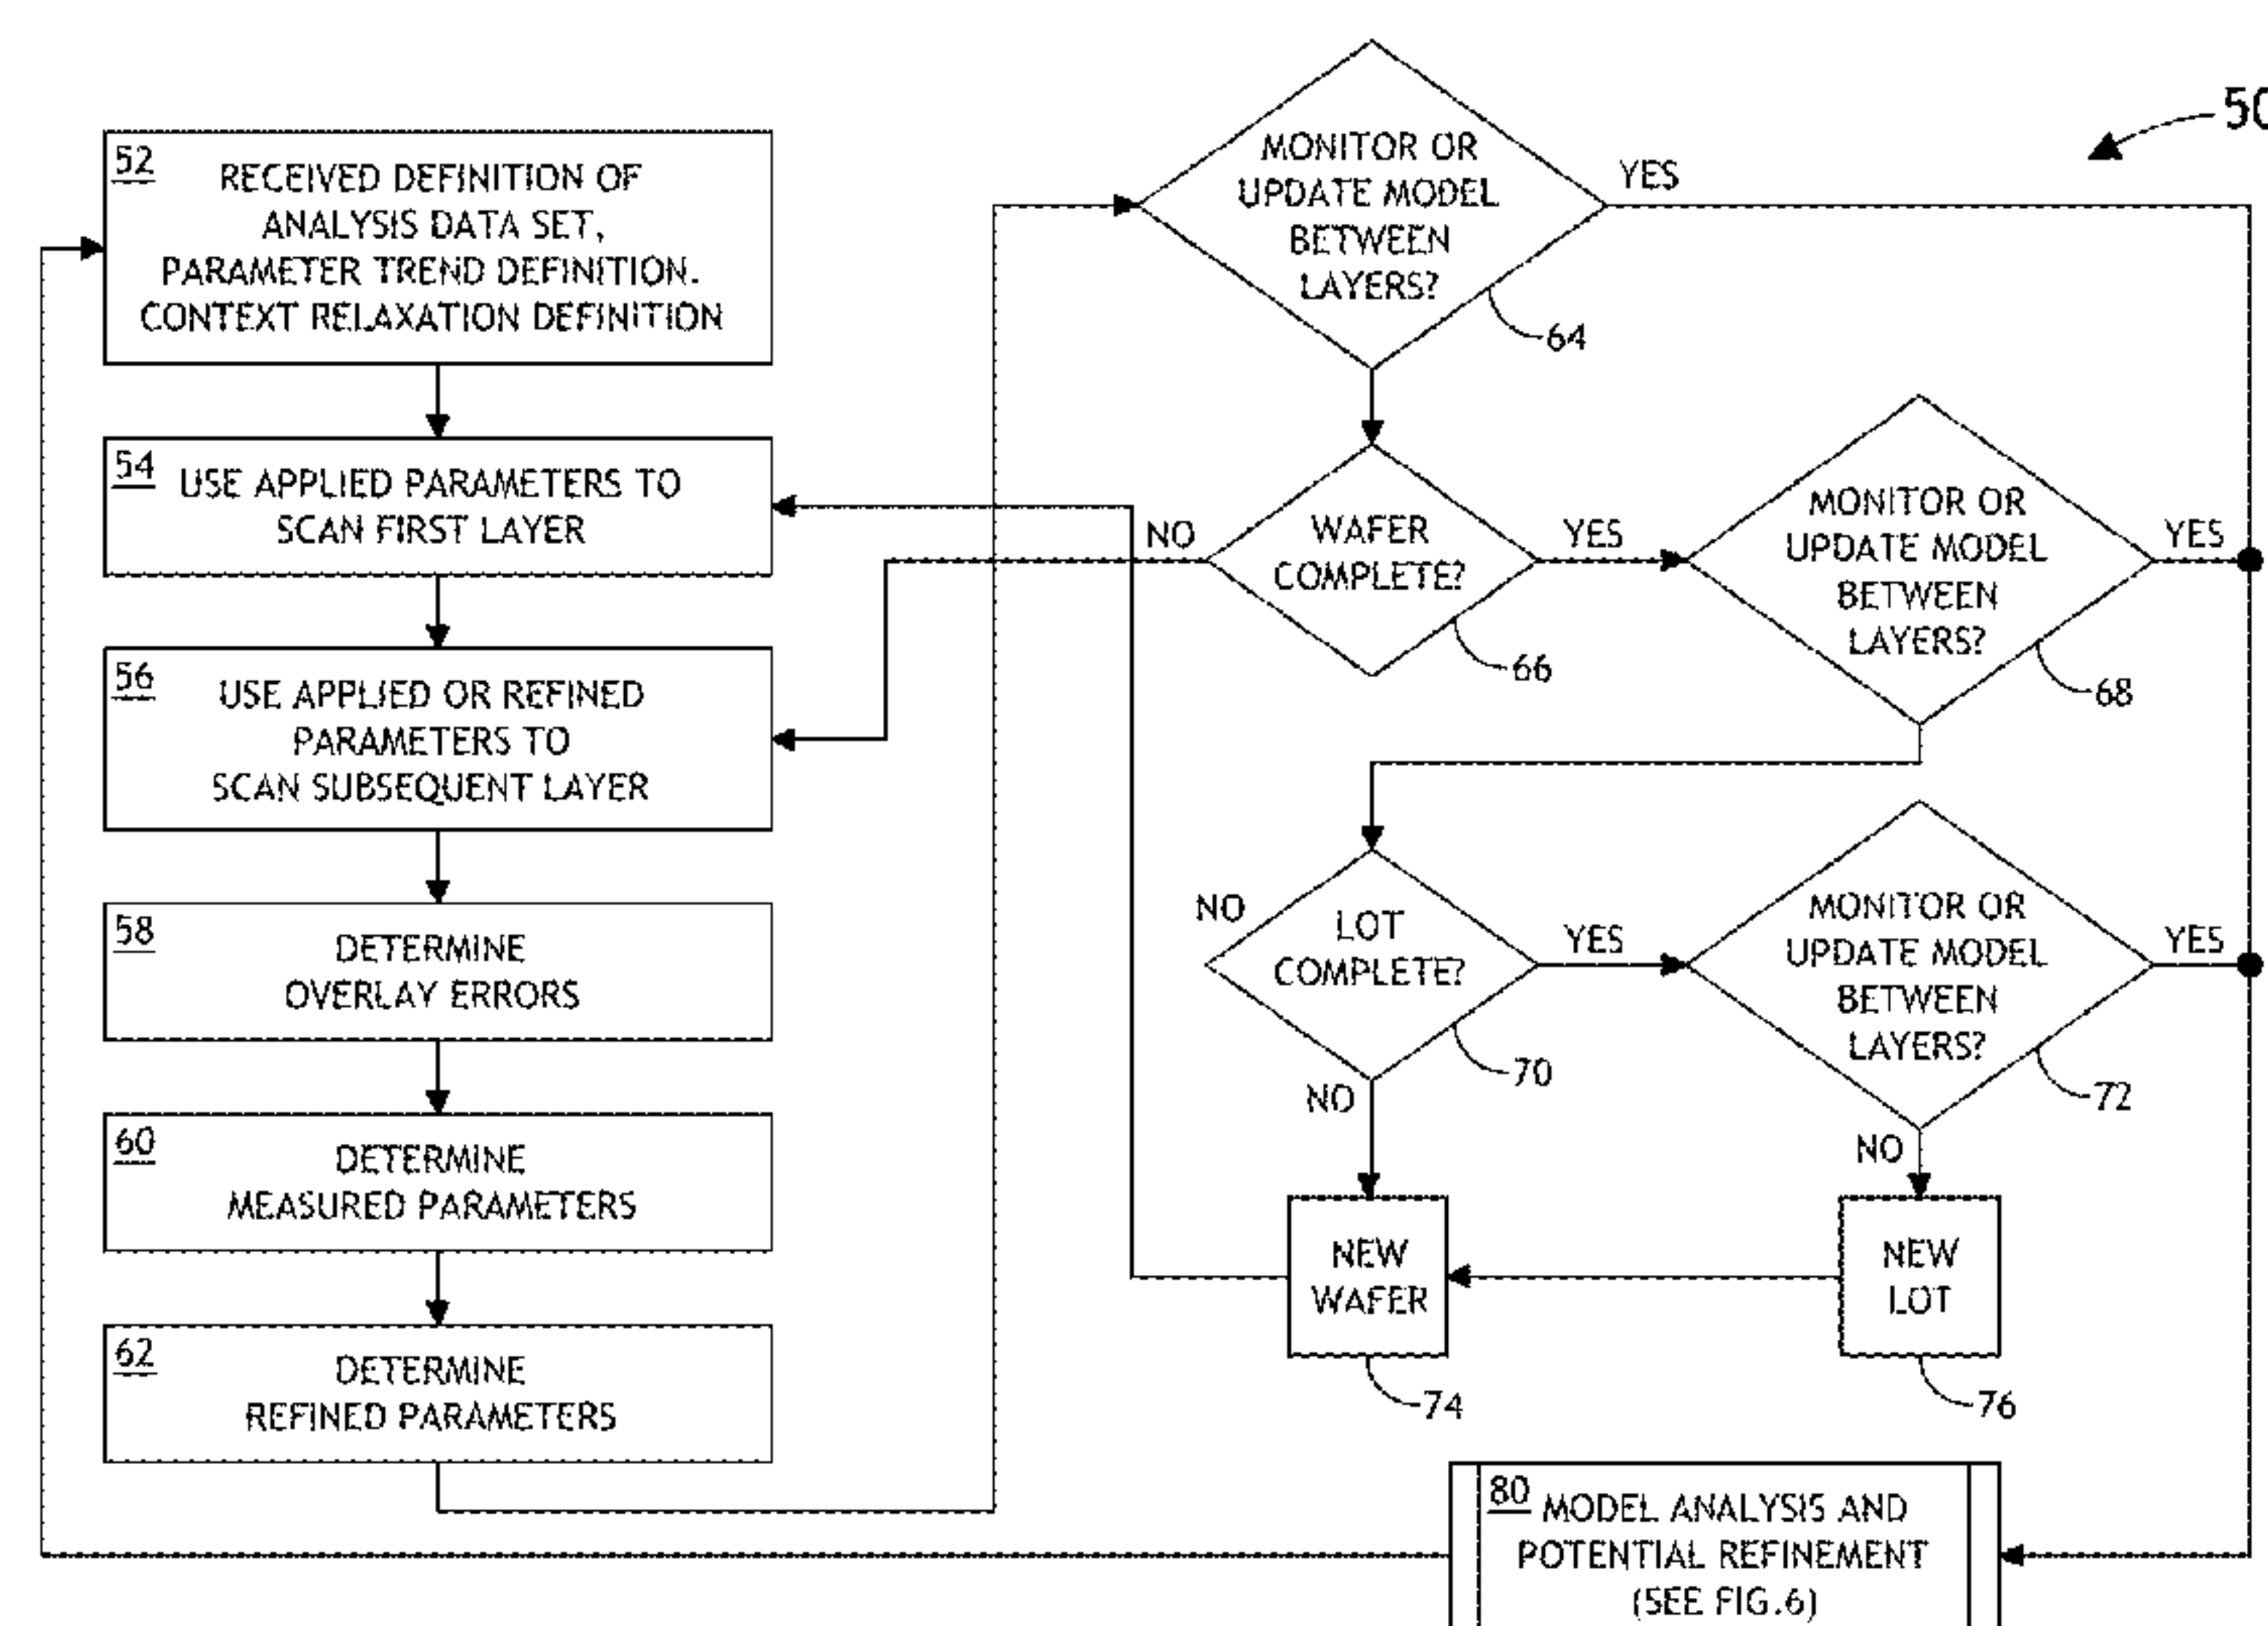 50
52
RECEIVED DEFINITION OF
ANALYSIS DATA SET,
PARAMETER TREND DEFINITION.
CONTEXT RELAXATION DEFINITION
54
USE APPLIED PARAMETERS TO
SCAN FIRST LAYER
56
USE APPLIED OR REFINED
PARAMETERS TO
SCAN SUBSEQUENT LAYER
58
DETERMINE
OVERLAY ERRORS
60
DETERMINE
MEASURED PARAMETERS
62
DETERMINE
REFINED PARAMETERS
MONITOR OR
UPDATE MODEL
BETWEEN
LAYERS?
YES
64
NO
WAFER
COMPLETE?
YES
66
MONITOR OR
UPDATE MODEL
BETWEEN
LAYERS?
YES
68
NO
LOT
COMPLETE?
YES
70
NO
MONITOR OR
UPDATE MODEL
BETWEEN
LAYERS?
YES
72
NO
NEW
WAFER
74
NEW
LOT
76
80
MODEL ANALYSIS AND
POTENTIAL REFINEMENT
(SEE FIG.6)